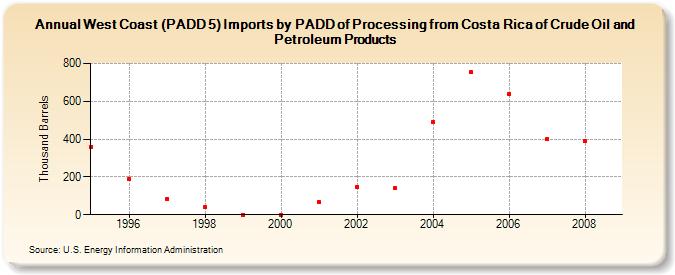 Annual West Coast (PADD 5) Imports by PADD of Processing from Costa Rica of Crude Oil and
Petroleum Products
Thousand Barrels
800
600
400
200
0
1996 1998 2000 2002 2004 2006 2008
Source: U.S. Energy Information Administration